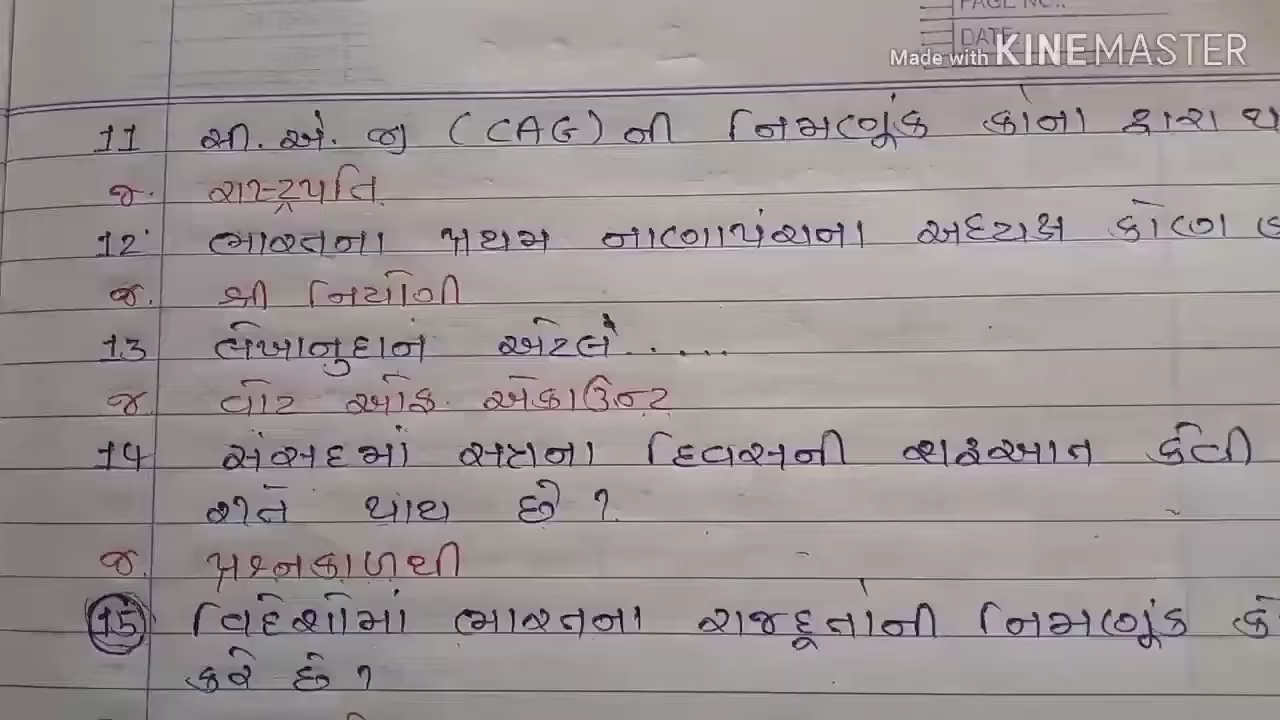 PAGE NO.:
DATE
Made with KINEMASTER
11 સી. એ. જી (CAG) ની નિમણૂંક કોના દ્વારા થ
જ. રાષ્ટ્રપતિ
12 ભારતના પ્રથમ નાણાપંચના અધ્યક્ષ કોણ હ
જ. શ્રી નિયોગી
13 લેખાનુદાન એટલે.....
જ. વોટ ઓફ એકાઉન્ટ
14 સંસદમાં સત્રના દિવસની શરૂઆત કેવી
રીતે થાય છે ?
જ. પ્રશ્નકાળથી
15 વિદેશોમાં ભારતના રાજદૂતોની નિમણૂંક કો
કરે છે ?